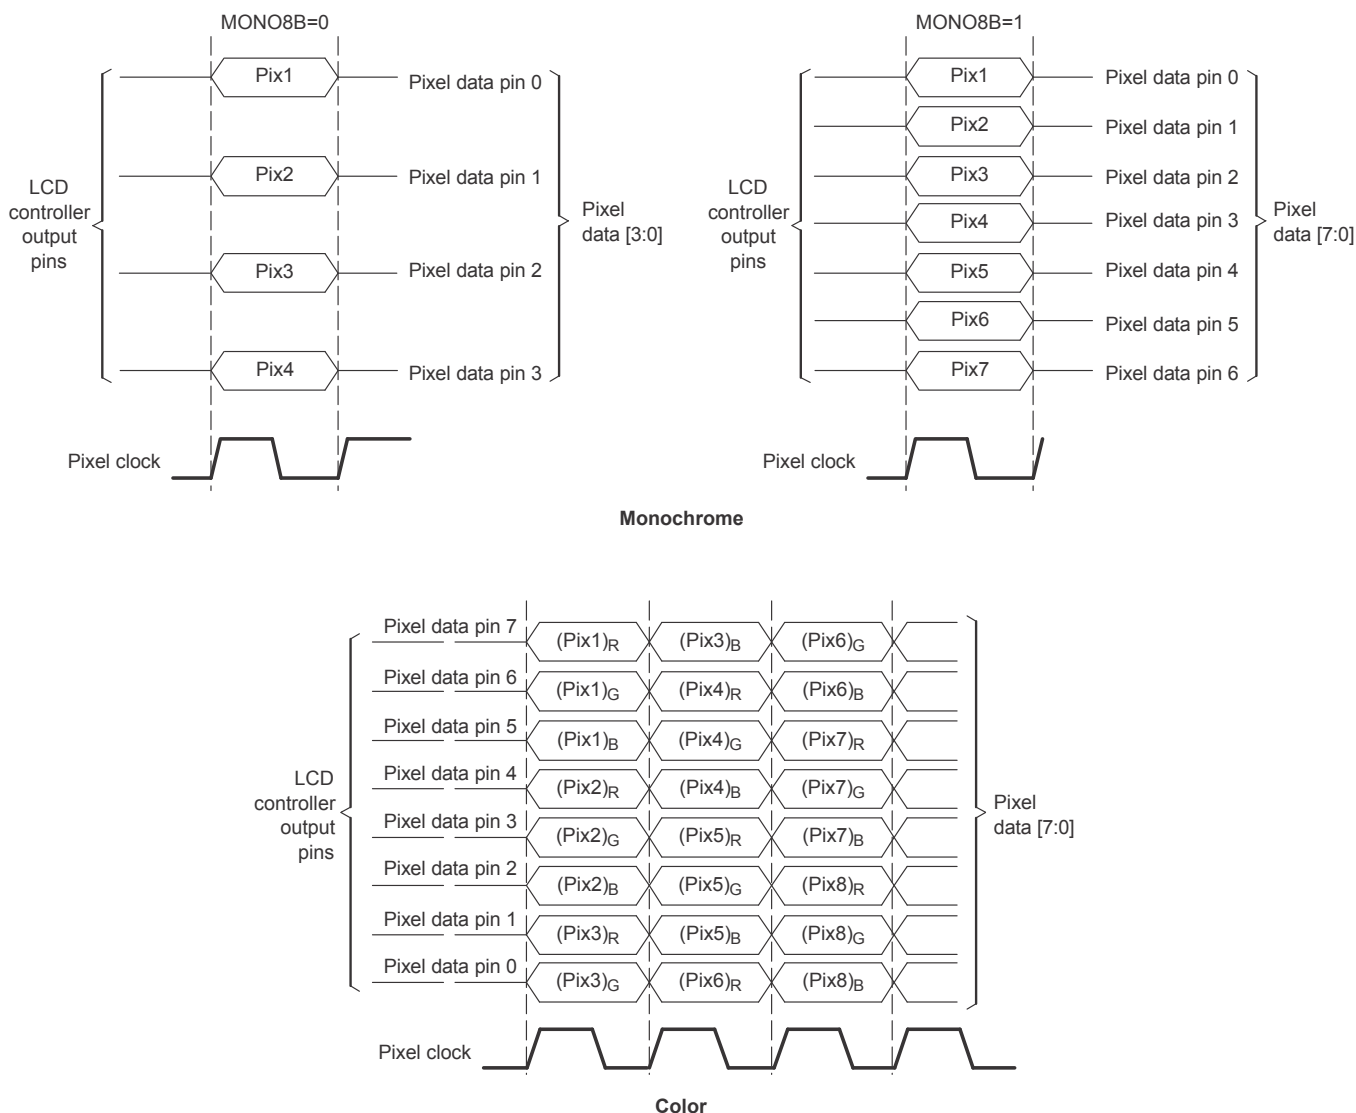 MONO8B=0
Pix1
Pixel data pin 0
Pix2
Pixel data pin 1
LCD
controller
output
pins
Pixel
data [3:0]
Pix3
Pixel data pin 2
Pix4
Pixel data pin 3
Pixel clock
MONO8B=1
Pix1
Pixel data pin 0
Pix2
Pixel data pin 1
Pix3
Pixel data pin 2
LCD
controller
output
pins
Pix4
Pixel data pin 3
Pixel
data [7:0]
Pix5
Pixel data pin 4
Pix6
Pixel data pin 5
Pix7
Pixel data pin 6
Pixel clock
Monochrome
Pixel data pin 7 (Pix1)R (Pix3)B (Pix6)G
Pixel data pin 6 (Pix1)G (Pix4)R (Pix6)B
Pixel data pin 5 (Pix1)B (Pix4)G (Pix7)R
Pixel data pin 4 (Pix2)R (Pix4)B (Pix7)G
LCD
controller
output
pins
Pixel
data [7:0]
Pixel data pin 3 (Pix2)G (Pix5)R (Pix7)B
Pixel data pin 2 (Pix2)B (Pix5)G (Pix8)R
Pixel data pin 1 (Pix3)R (Pix5)B (Pix8)G
Pixel data pin 0 (Pix3)G (Pix6)R (Pix8)B
Pixel clock
Color